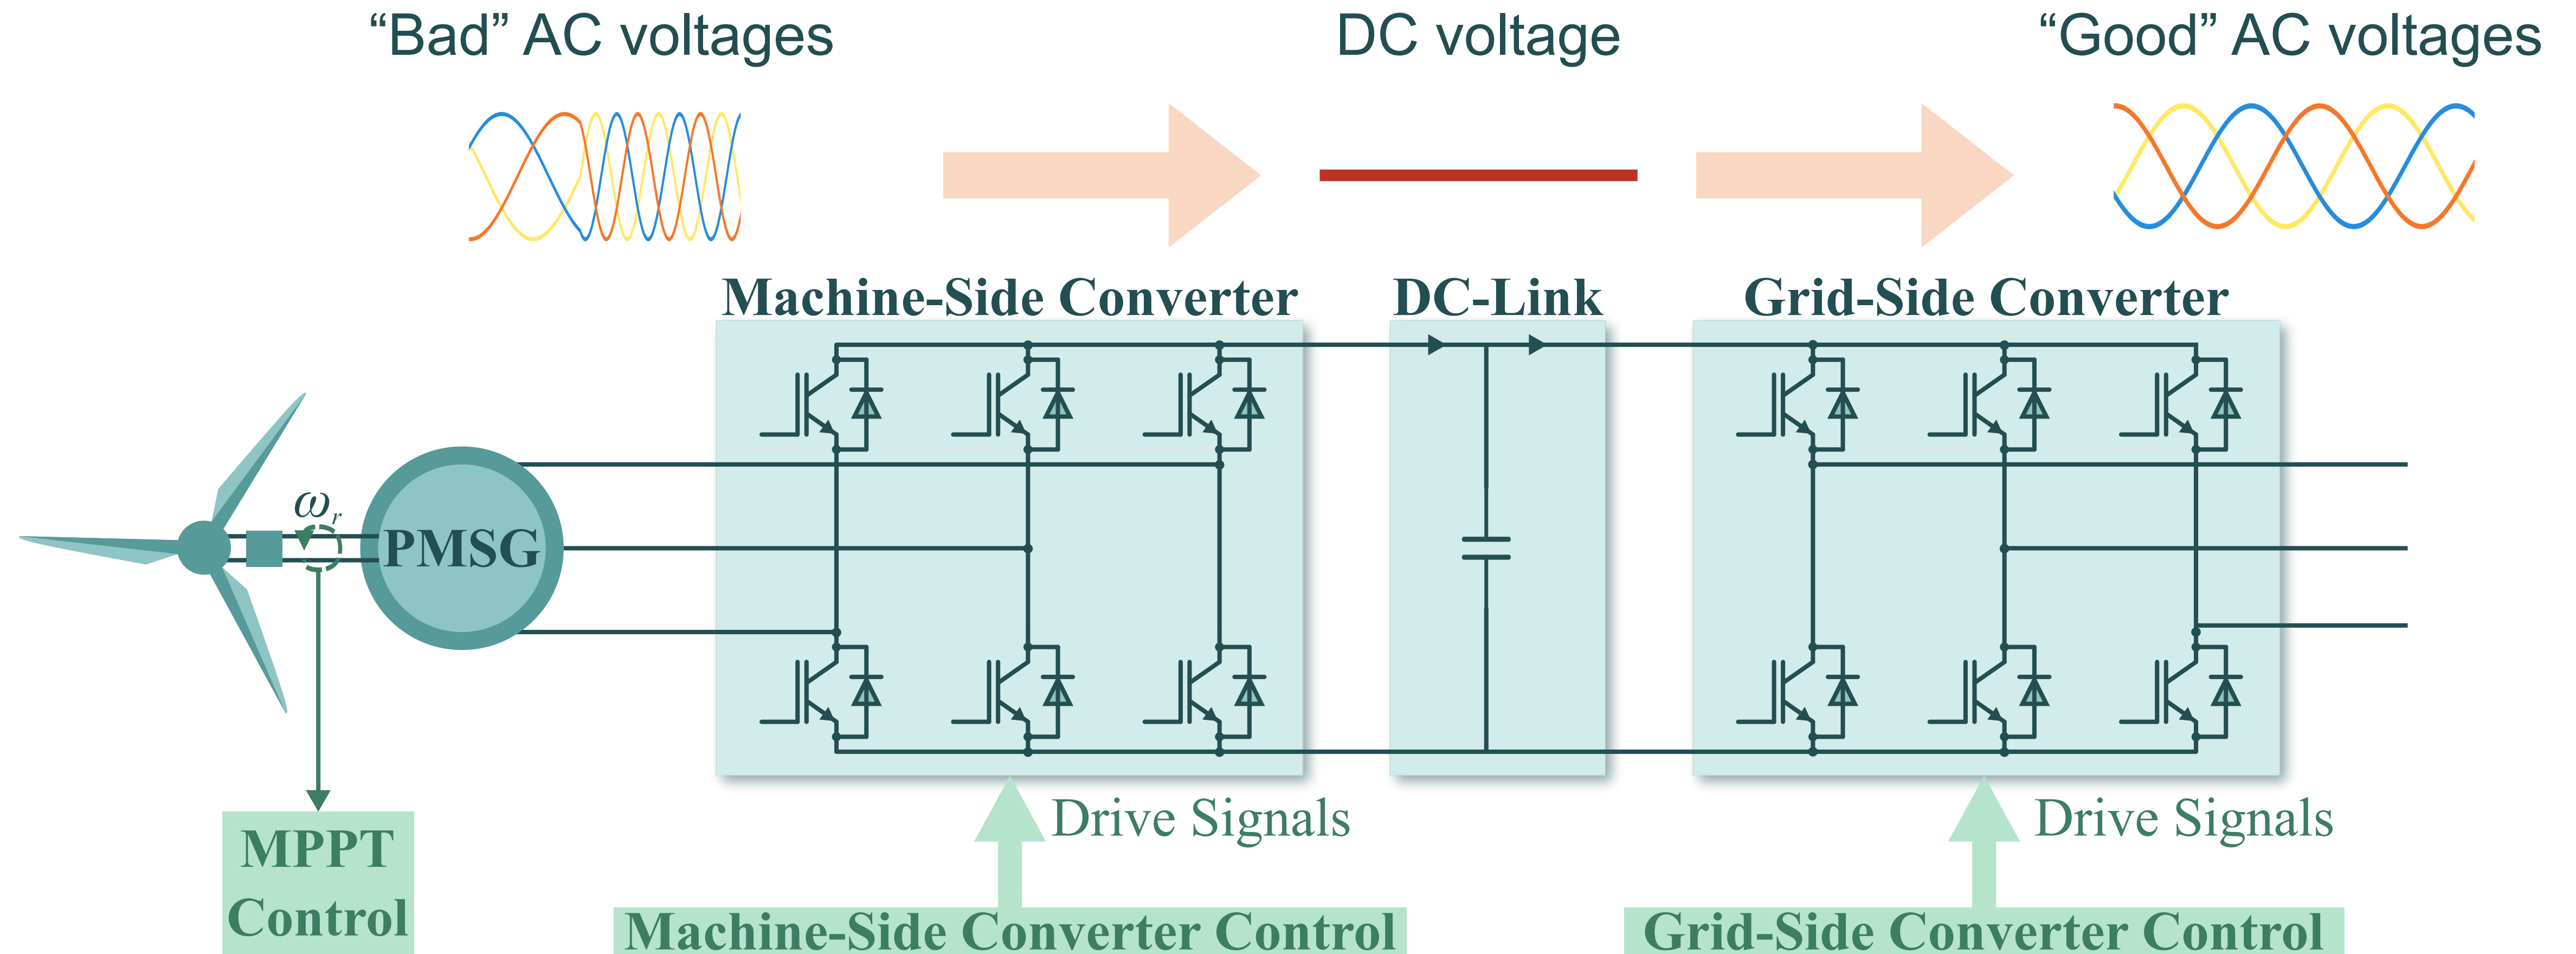 “Bad” AC voltages
DC voltage
“Good” AC voltages
Machine-Side Converter
DC-Link
Grid-Side Converter
ωr
PMSG
Drive Signals
Drive Signals
MPPT
Control
Machine-Side Converter Control
Grid-Side Converter Control